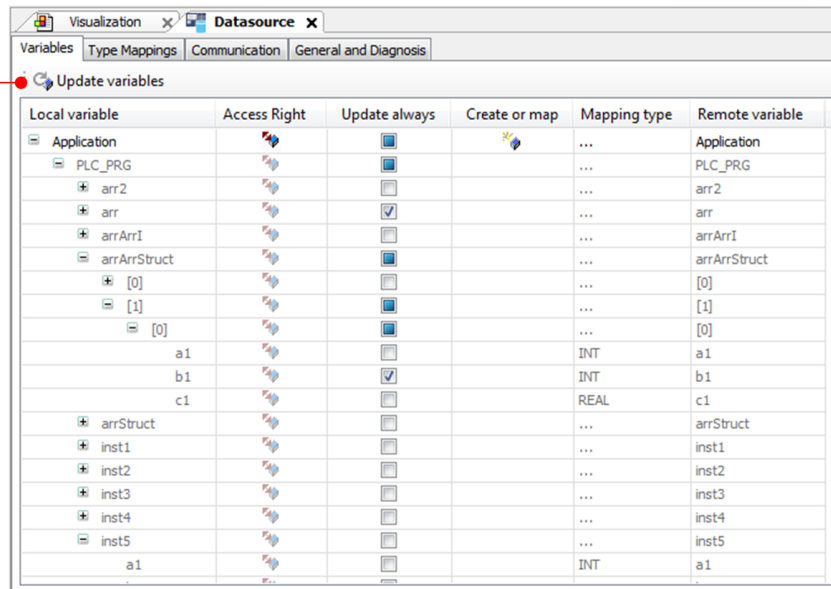 Visualization Datasource
Variables Type Mappings Communication General and Diagnosis
Update variables
Local variable Access Right Update always Create or map Mapping type Remote variable
Application ... Application
PLC_PRG ... PLC_PRG
arr2 ... arr2
arr ... arr
arrArrI ... arrArrI
arrArrStruct ... arrArrStruct
[0] ... [0]
[1] ... [1]
[0] ... [0]
a1 INT a1
b1 INT b1
c1 REAL c1
arrStruct ... arrStruct
inst1 ... inst1
inst2 ... inst2
inst3 ... inst3
inst4 ... inst4
inst5 ... inst5
a1 INT a1